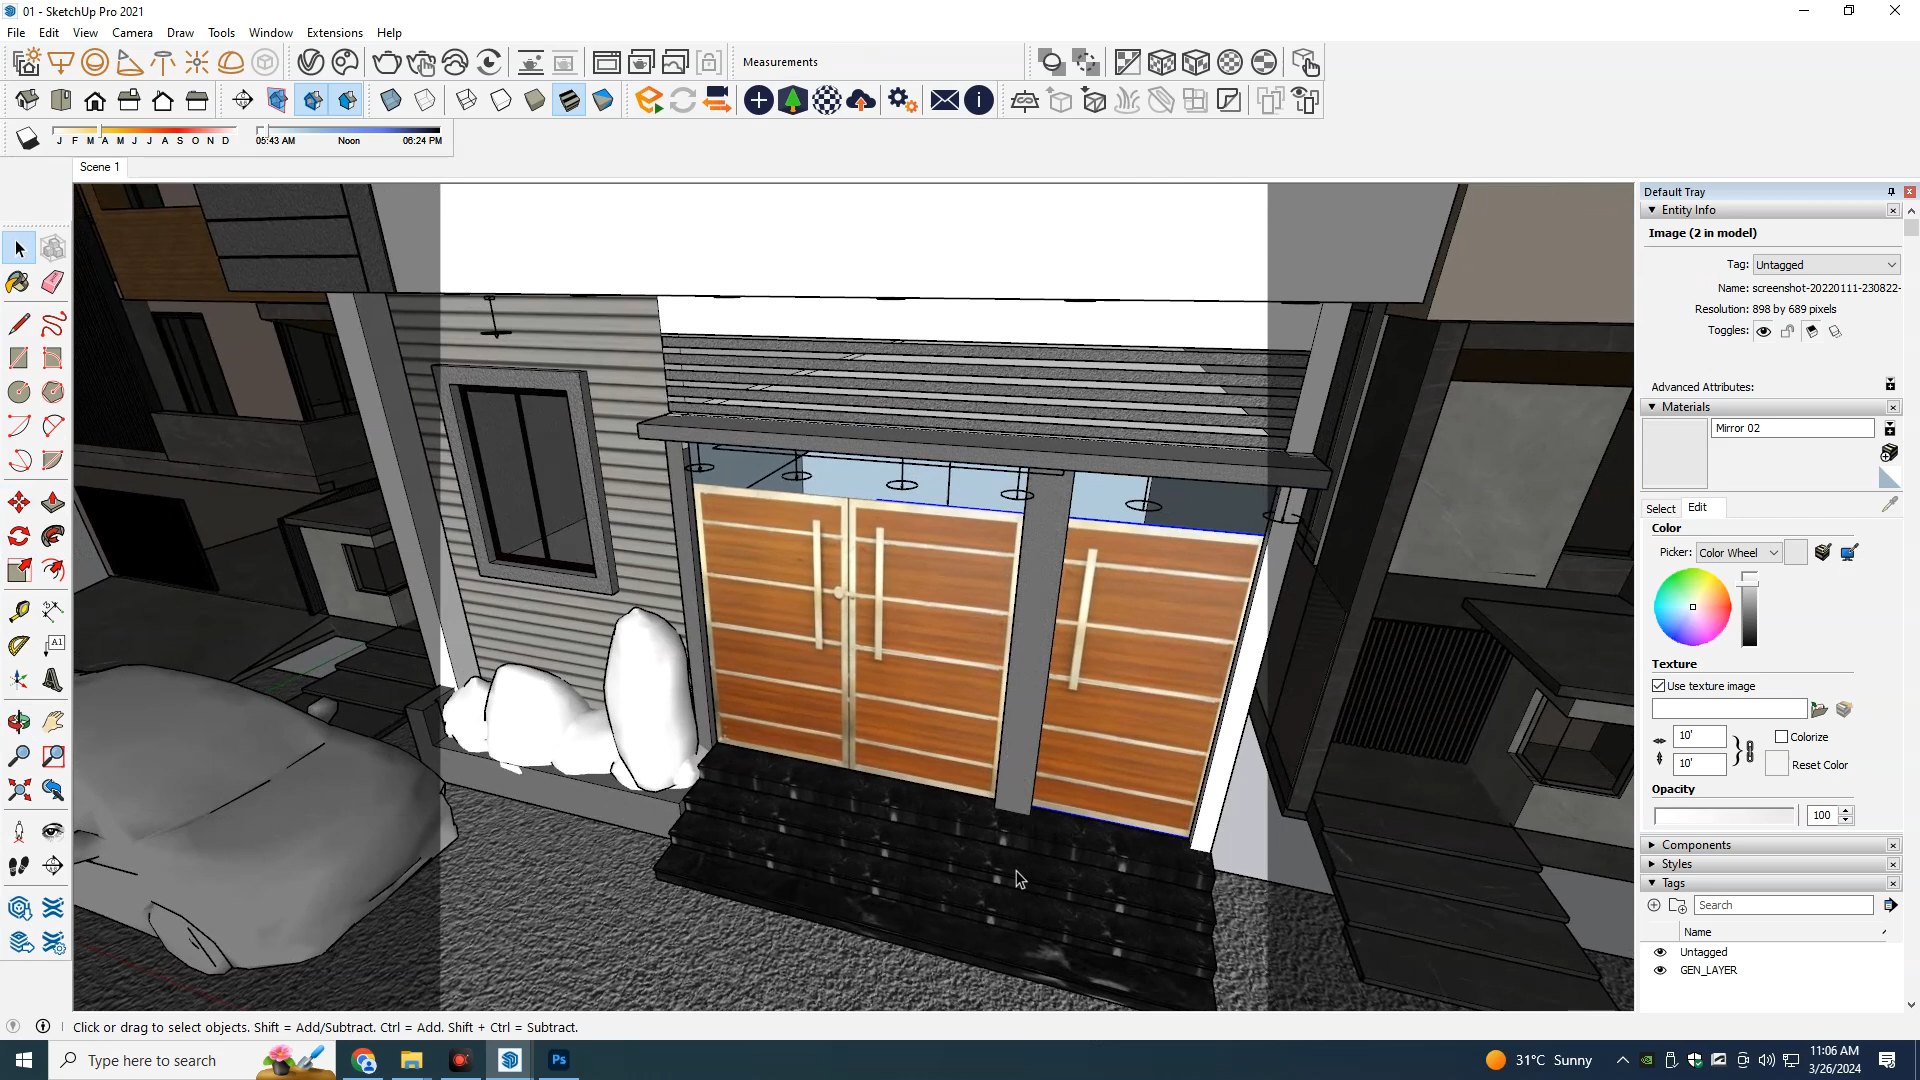 01 - SketchUp Pro 2021
File Edit View Camera Draw Tools Window Extensions Help
Measurements
J F M A M J J A S O N D
05:43 AM Noon 06:24 PM
Scene 1
Default Tray
Entity Info
Image (2 in model)
Tag: Untagged
Name: screenshot-20220111-230822-
Resolution: 898 by 689 pixels
Toggles:
Advanced Attributes:
Materials
Mirror 02
Select Edit
Color
Picker: Color Wheel
Texture
Use texture image
10'
Colorize
10'
Reset Color
Opacity
100
Components
Styles
Tags
Search
Name
Untagged
GEN_LAYER
A1
Click or drag to select objects. Shift = Add/Subtract. Ctrl = Add. Shift + Ctrl = Subtract.
Type here to search
Ps
31°C Sunny
11:06 AM
3/26/2024